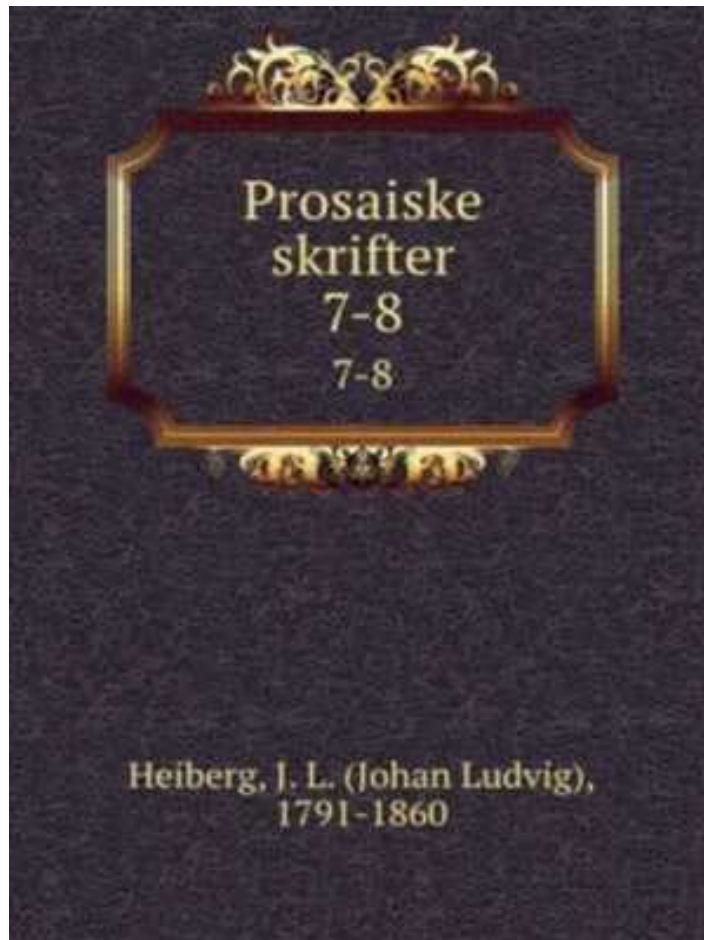 Prosaiske
skrifter
7-8
7-8
Heiberg, J. L. (Johan Ludvig),
1791-1860